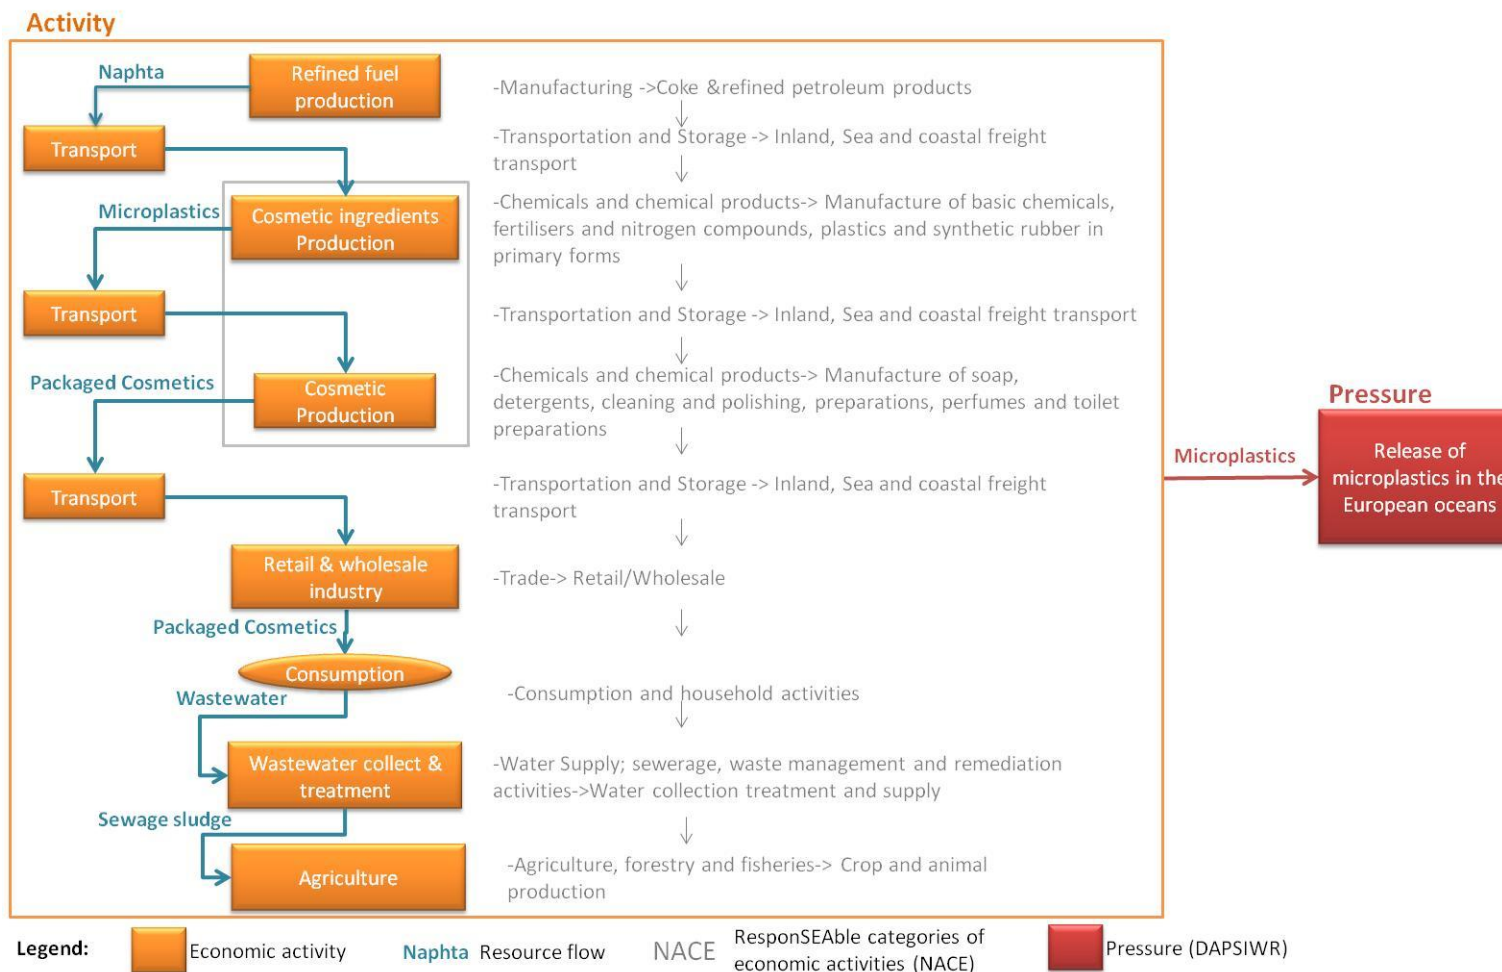 Activity
Naphta
Refined fuel
production
-Manufacturing ->Coke &refined petroleum products
Transport
-Transportation and Storage -> Inland, Sea and coastal freight
transport
Microplastics
Cosmetic ingredients
Production
-Chemicals and chemical products-> Manufacture of basic chemicals,
fertilisers and nitrogen compounds, plastics and synthetic rubber in
primary forms
Transport
-Transportation and Storage -> Inland, Sea and coastal freight transport
Packaged Cosmetics
Cosmetic
Production
-Chemicals and chemical products-> Manufacture of soap,
detergents, cleaning and polishing, preparations, perfumes and toilet
preparations
Transport
-Transportation and Storage -> Inland, Sea and coastal freight
transport
Retail & wholesale
industry
-Trade-> Retail/Wholesale
Packaged Cosmetics
Consumption
-Consumption and household activities
Wastewater
Wastewater collect &
treatment
-Water Supply; sewerage, waste management and remediation
activities->Water collection treatment and supply
Sewage sludge
Agriculture
-Agriculture, forestry and fisheries-> Crop and animal
production
Microplastics
Pressure
Release of
microplastics in the
European oceans
Legend:
Economic activity
Naphta Resource flow
NACE
ResponSEAble categories of
economic activities (NACE)
Pressure (DAPSIWR)